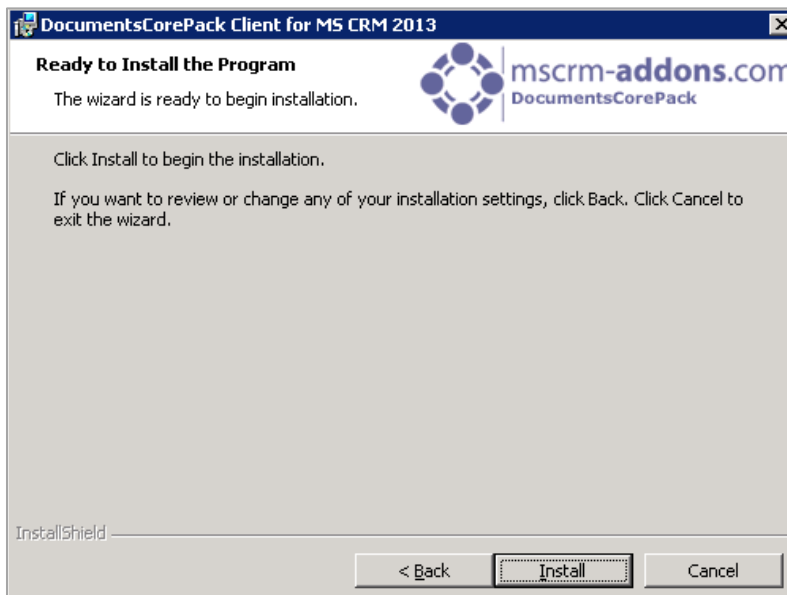 DocumentsCorePack Client for MS CRM 2013
Ready to Install the Program
The wizard is ready to begin installation.
mscrm-addons.com
DocumentsCorePack
Click Install to begin the installation.
If you want to review or change any of your installation settings, click Back. Click Cancel to
exit the wizard.
InstallShield
< Back
Install
Cancel